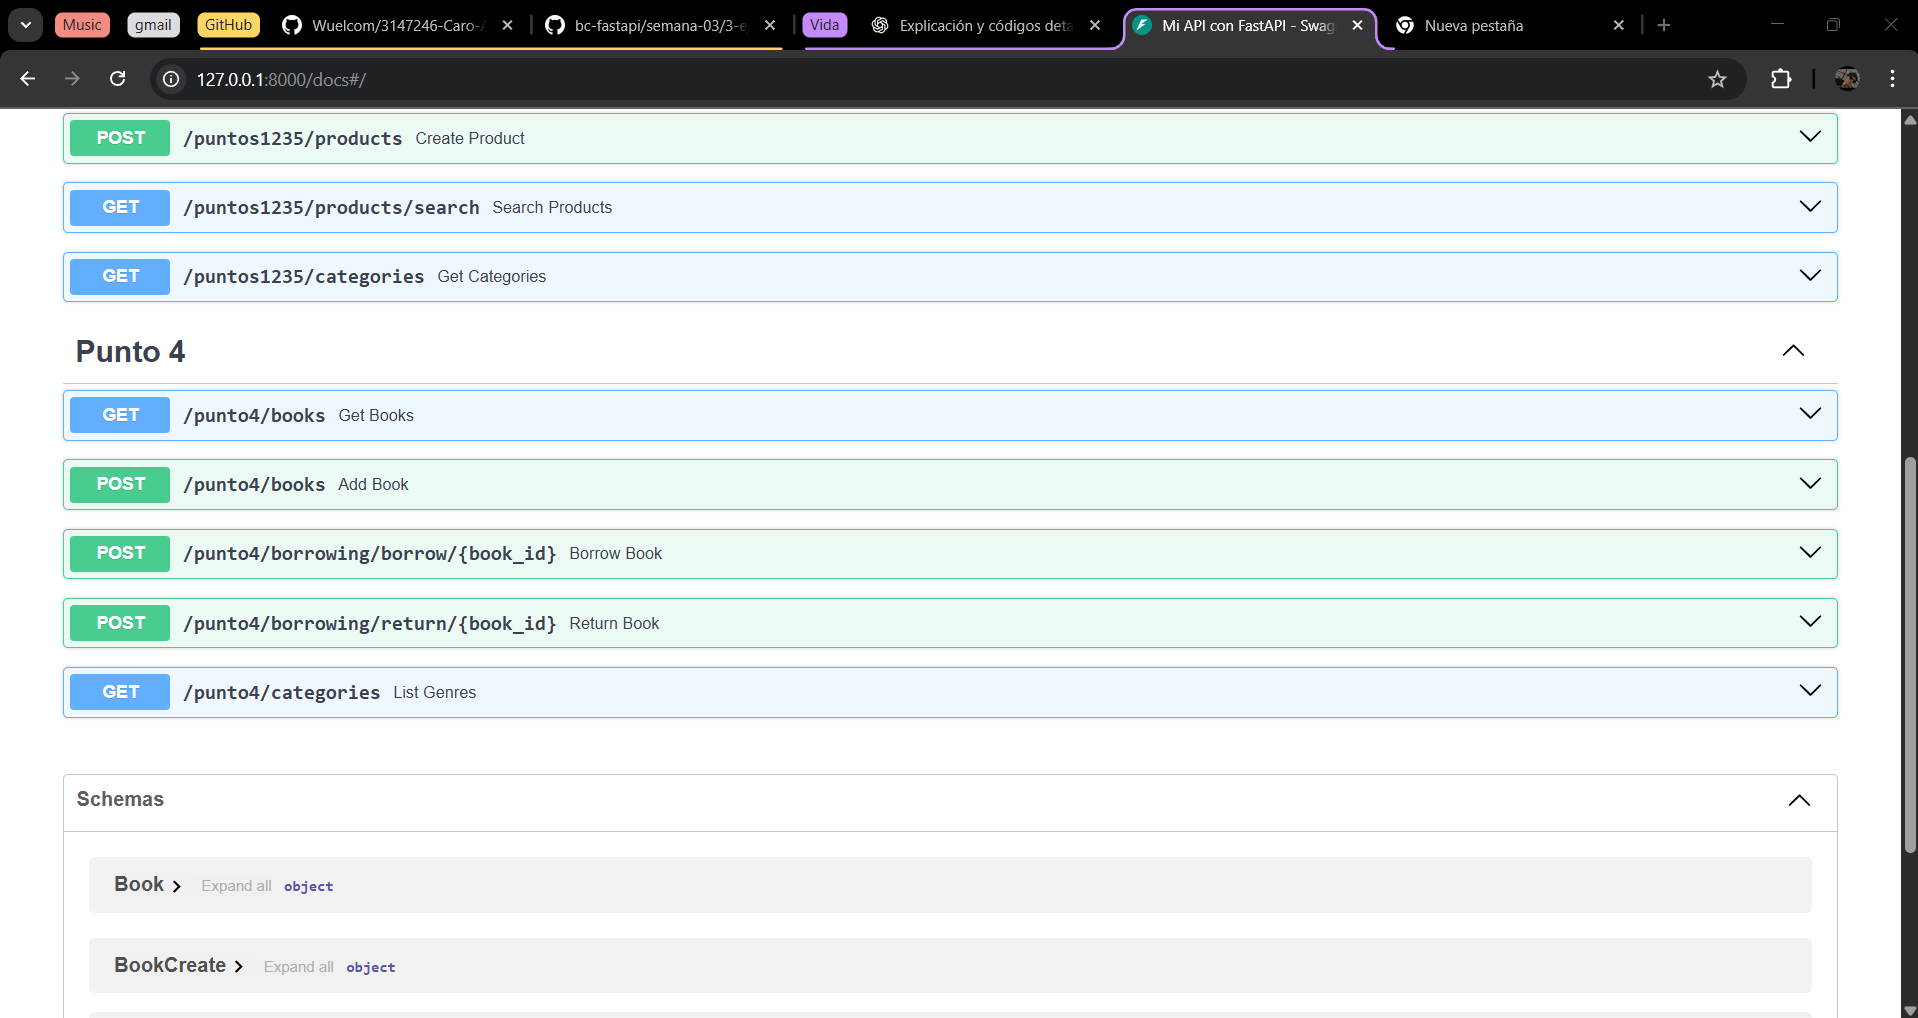 Music gmail GitHub Wuelcom/3147246-Caro-A bc-fastapi/semana-03/3-e Vida Explicación y códigos deta Mi API con FastAPI - Swag Nueva pestaña
127.0.0.1:8000/docs#/
POST /puntos1235/products Create Product
GET /puntos1235/products/search Search Products
GET /puntos1235/categories Get Categories
Punto 4
GET /punto4/books Get Books
POST /punto4/books Add Book
POST /punto4/borrowing/borrow/{book_id} Borrow Book
POST /punto4/borrowing/return/{book_id} Return Book
GET /punto4/categories List Genres
Schemas
Book Expand all object
BookCreate Expand all object